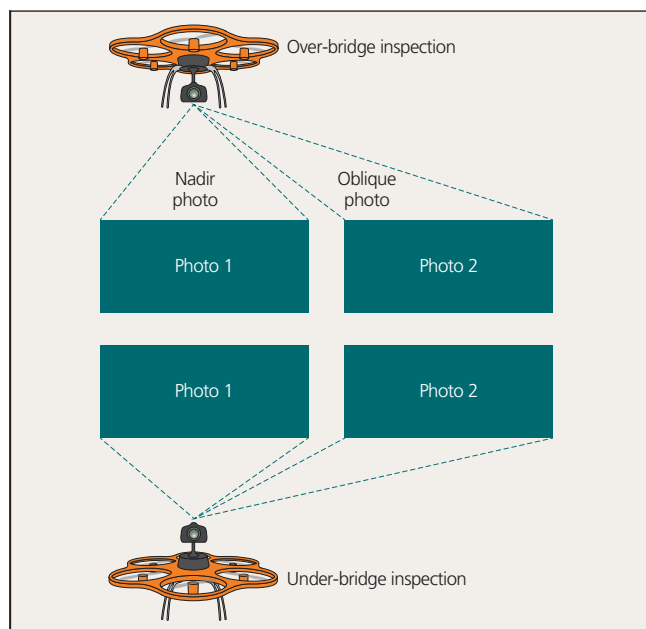 Over-bridge inspection
Nadir
photo
Oblique
photo
Photo 1
Photo 2
Photo 1
Photo 2
Under-bridge inspection